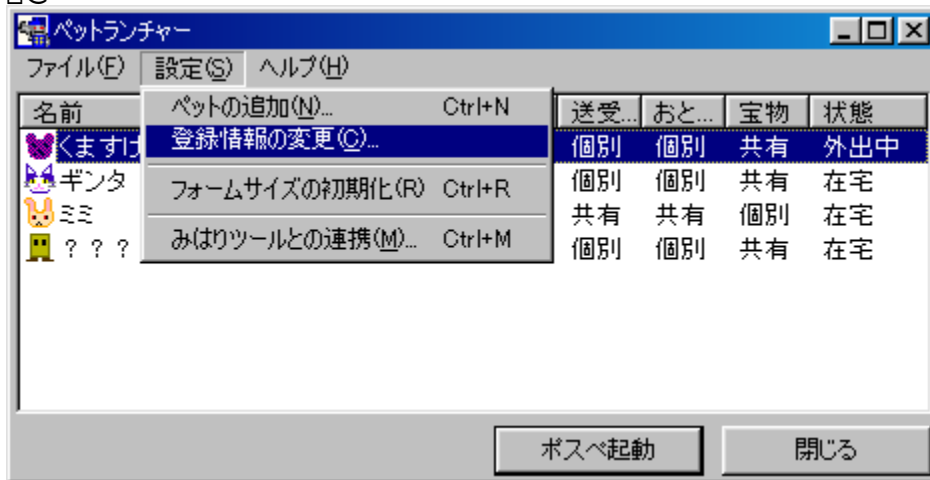 ペットランチャー
ファイル(F) 設定(S) ヘルプ(H)
名前 送受... おと... 宝物 状態
ペットの追加(N)... Ctrl+N
登録情報の変更(C)...
フォームサイズの初期化(R) Ctrl+R
みはりツールとの連携(M)... Ctrl+M
くますけ 個別 個別 共有 外出中
ギンタ 個別 個別 共有 在宅
ミミ 共有 共有 個別 在宅
？？？ 個別 個別 共有 在宅
ポスペ起動 閉じる